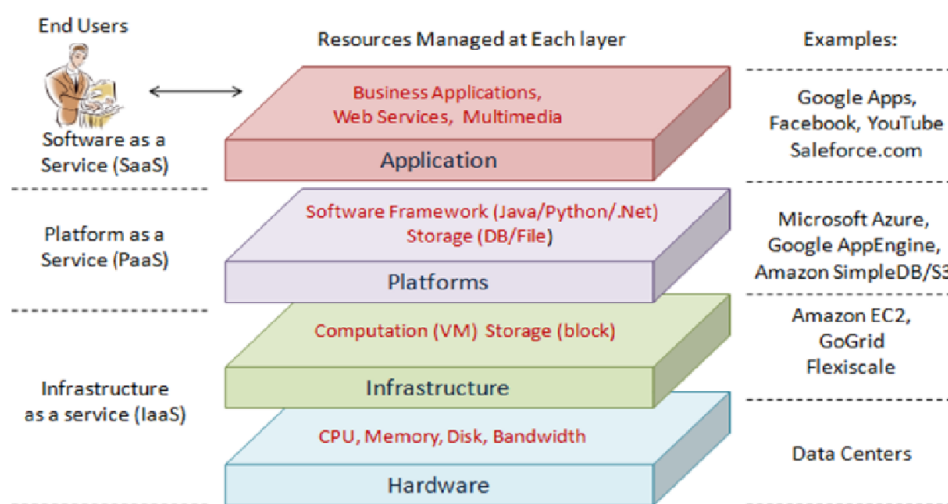 End Users
Resources Managed at Each layer
Examples:
Business Applications,
Web Services, Multimedia
Application
Software as a
Service (SaaS)
Google Apps,
Facebook, YouTube
Saleforce.com
Software Framework (Java/Python/.Net)
Storage (DB/File)
Platforms
Platform as a
Service (PaaS)
Microsoft Azure,
Google AppEngine,
Amazon SimpleDB/S3
Computation (VM) Storage (block)
Infrastructure
Amazon EC2,
GoGrid
Flexiscale
Infrastructure
as a service (IaaS)
CPU, Memory, Disk, Bandwidth
Hardware
Data Centers